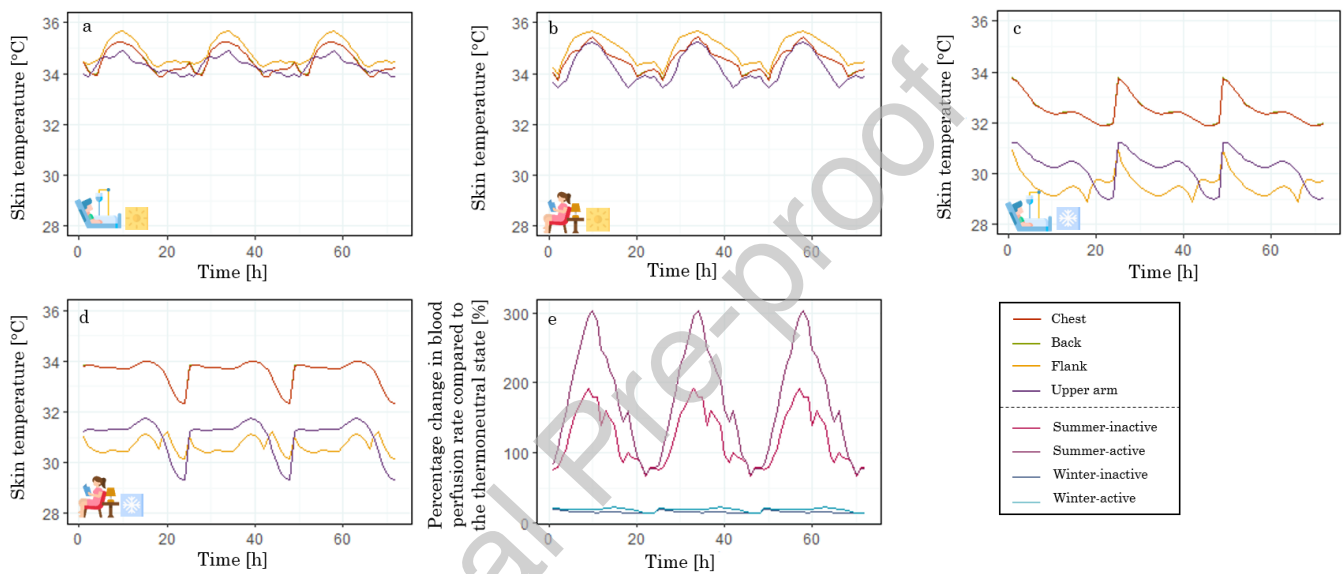 a
Skin temperature [°C]
36
34
32
30
28
0
20
40
60
Time [h]
b
Skin temperature [°C]
36
34
32
30
28
0
20
40
60
Time [h]
c
Skin temperature [°C]
36
34
32
30
28
0
20
40
60
Time [h]
d
Skin temperature [°C]
36
34
32
30
28
0
20
40
60
Time [h]
e
Percentage change in blood
perfusion rate compared to
the thermoneutral state [%]
300
200
100
0
0
20
40
60
Time [h]
Chest
Back
Flank
Upper arm
Summer-inactive
Summer-active
Winter-inactive
Winter-active
al Pre-proof